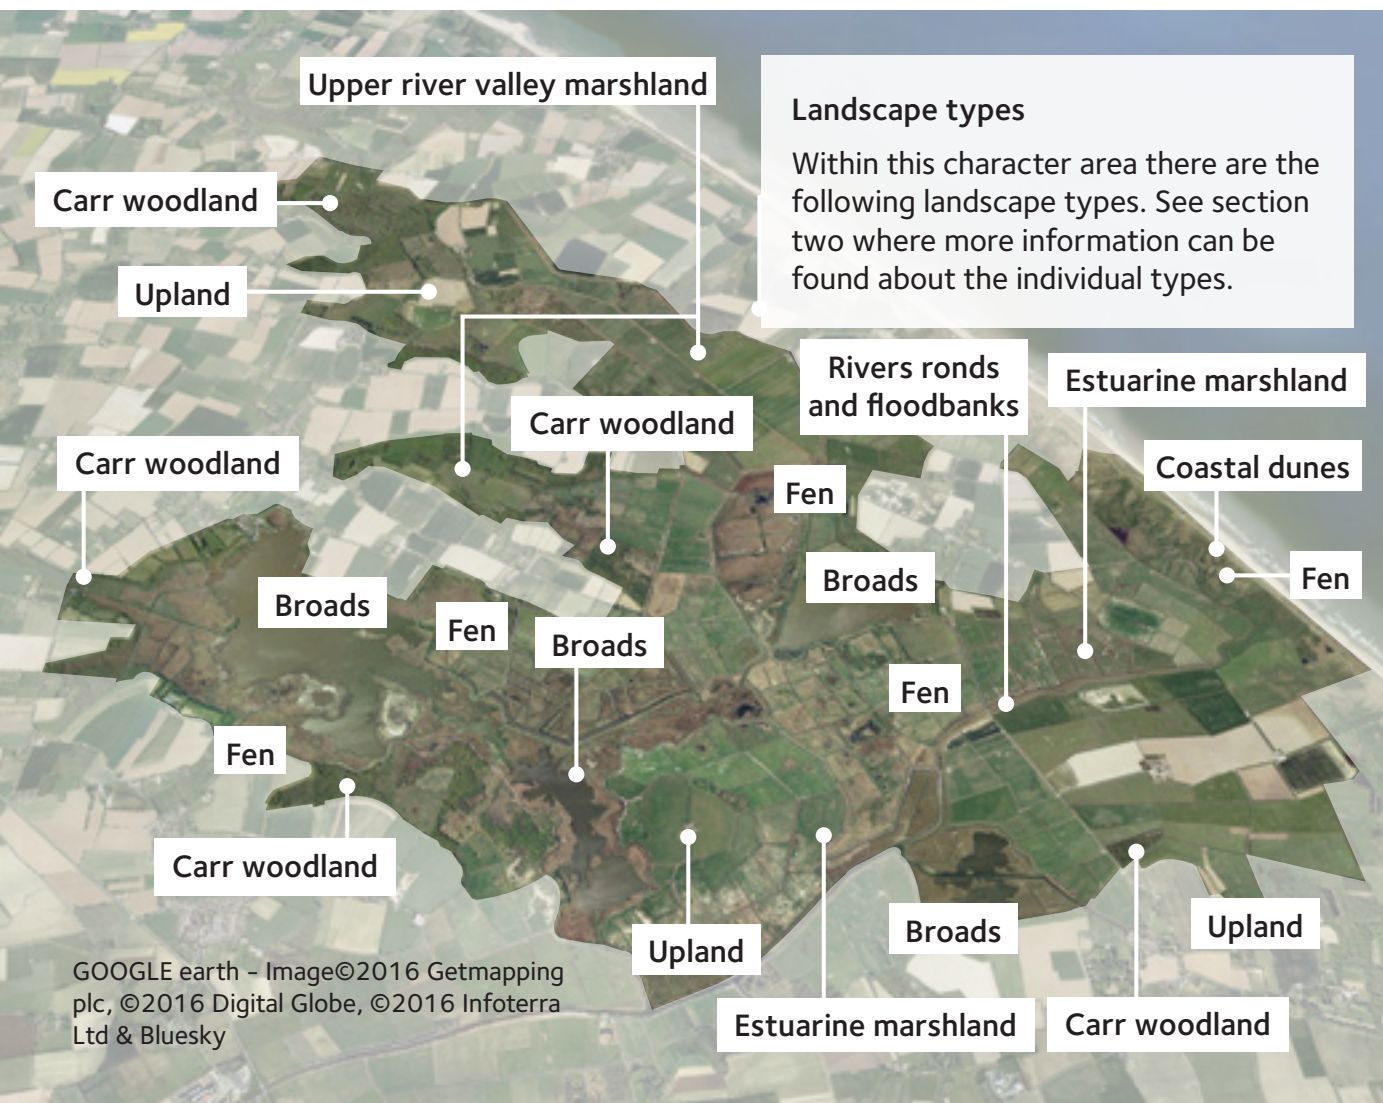 Upper river valley marshland
Landscape types
Within this character area there are the
following landscape types. See section
two where more information can be
found about the individual types.
Carr woodland
Upland
Rivers ronds
and floodbanks
Estuarine marshland
Carr woodland
Carr woodland
Coastal dunes
Fen
Fen
Broads
Broads
Fen
Broads
Fen
Fen
Carr woodland
Upland
Broads
Upland
GOOGLE earth – Image©2016 Getmapping
plc, ©2016 Digital Globe, ©2016 Infoterra
Ltd & Bluesky
Estuarine marshland
Carr woodland